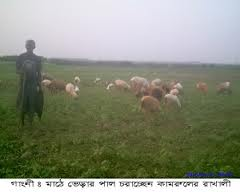 গাংনী ঃ মাঠে ভেড়ার পাল চরাচ্ছেন কামরুলের রাখাল